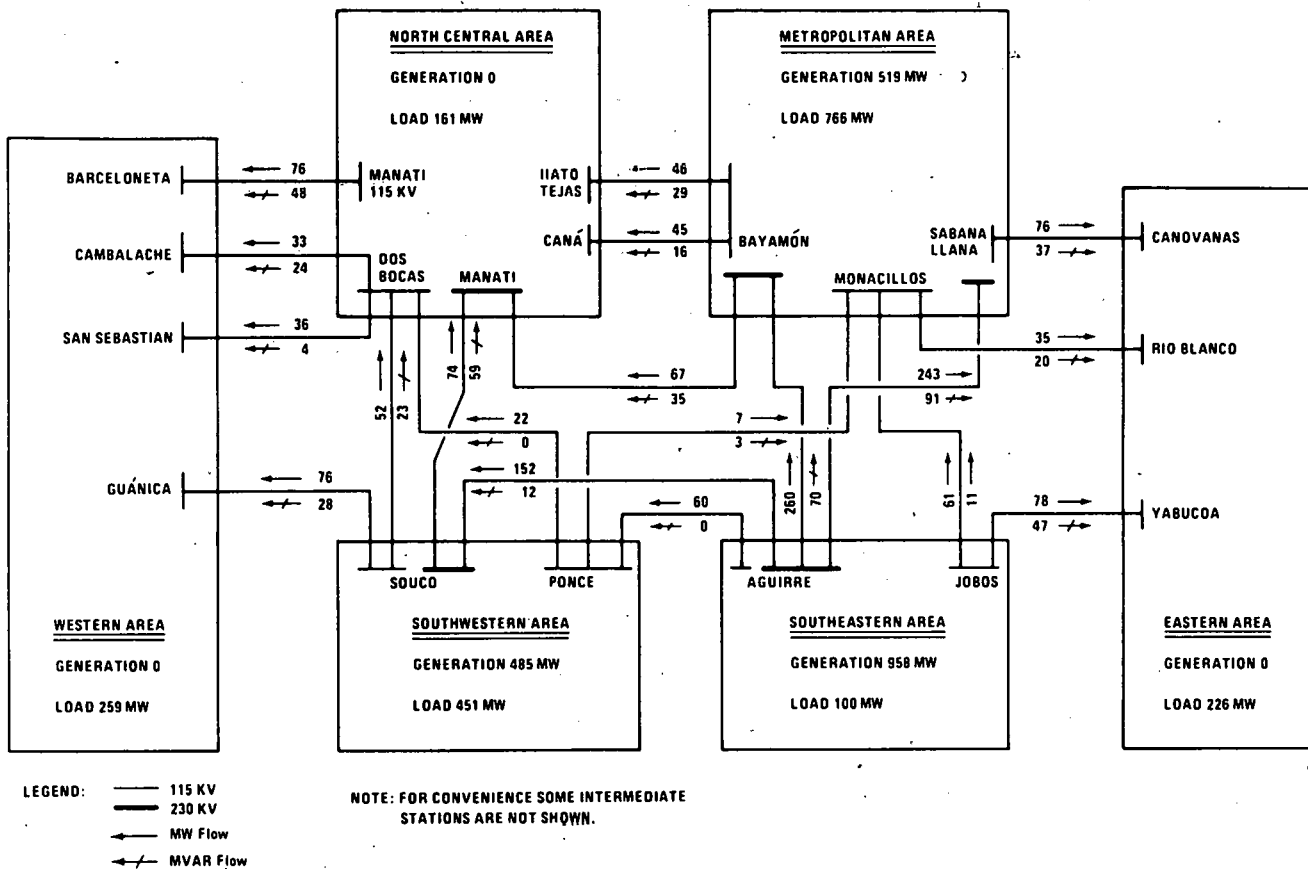 NORTH CENTRAL AREA
GENERATION 0
LOAD 161 MW
METROPOLITAN AREA
GENERATION 519 MW
LOAD 766 MW
BARCELONETA
76
48
MANATI
115 KV
IIATO
TEJAS
46
29
CAMBALACHE
33
24
DOS
BOCAS
MANATI
CANÁ
45
16
BAYAMÓN
SABANA
LLANA
MONACILLOS
76
37
CANOVANAS
SAN SEBASTIAN
36
4
74
59
52
23
67
35
243
91
35
20
RIO BLANCO
22
0
7
3
GUÁNICA
76
28
152
12
60
0
260
70
61
11
78
47
YABUCOA
SOUCO
PONCE
AGUIRRE
JOBOS
WESTERN AREA
GENERATION 0
LOAD 259 MW
SOUTHWESTERN AREA
GENERATION 485 MW
LOAD 451 MW
SOUTHEASTERN AREA
GENERATION 958 MW
LOAD 100 MW
EASTERN AREA
GENERATION 0
LOAD 226 MW
LEGEND:
115 KV
230 KV
MW Flow
MVAR Flow
NOTE: FOR CONVENIENCE SOME INTERMEDIATE
STATIONS ARE NOT SHOWN.